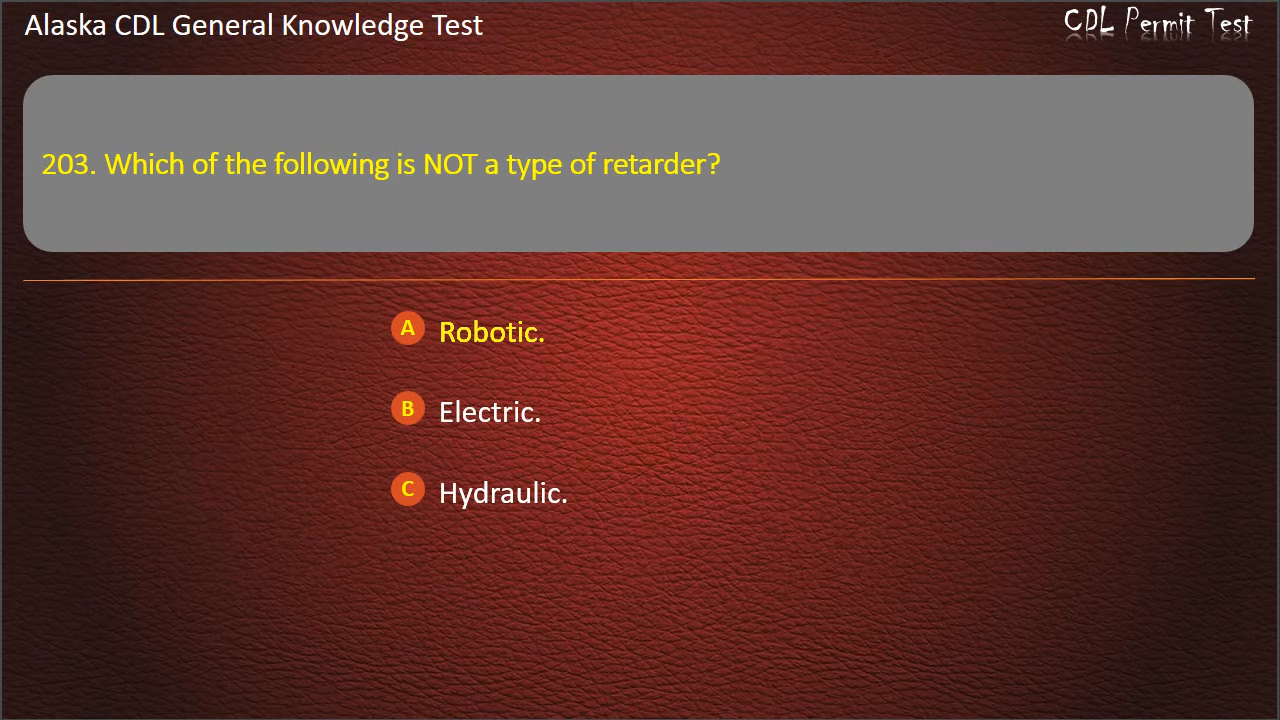 Alaska CDL General Knowledge Test
CDL Permit Test
203. Which of the following is NOT a type of retarder?
A Robotic.
B Electric.
C Hydraulic.